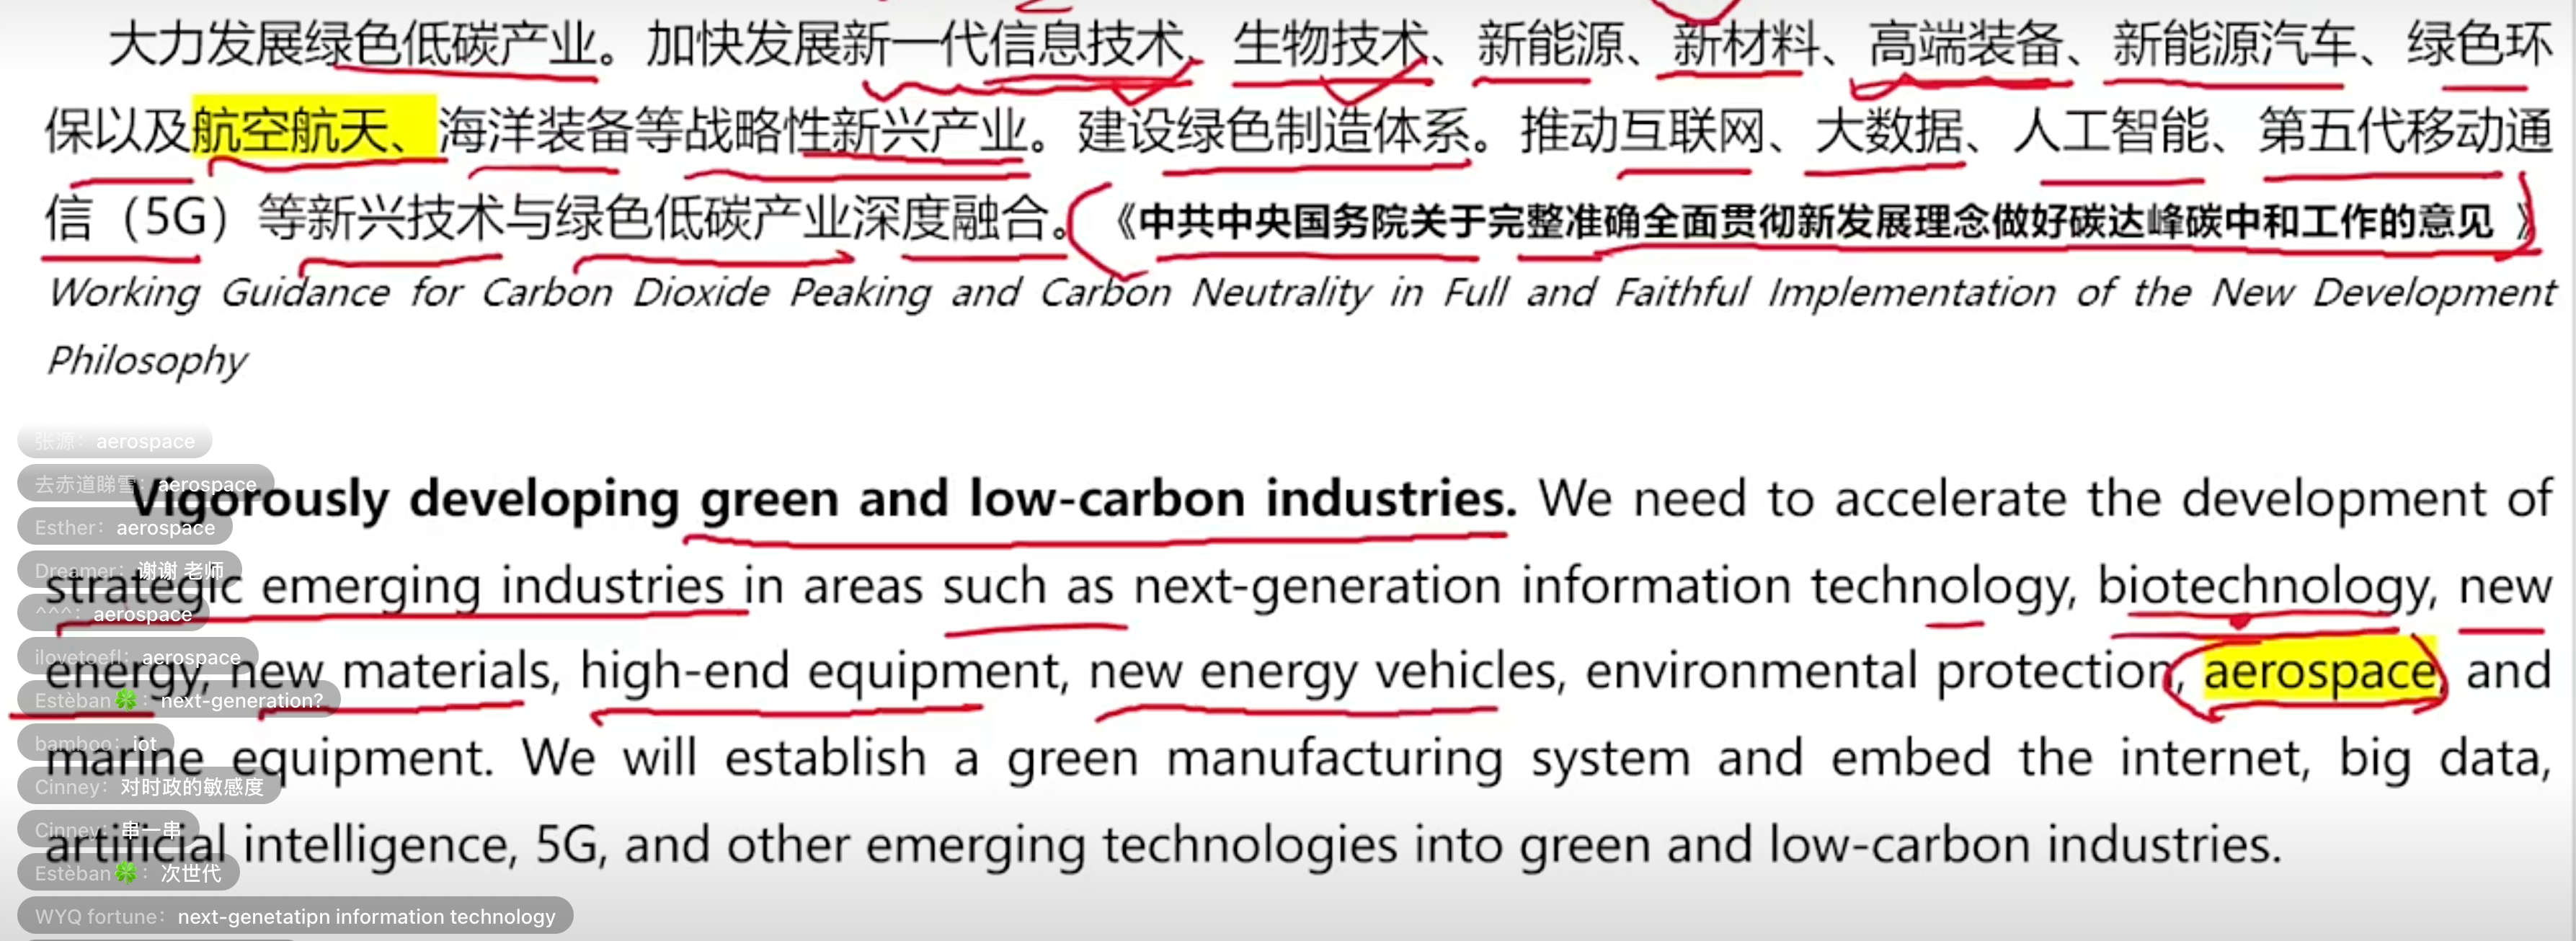 大力发展绿色低碳产业。加快发展新一代信息技术、生物技术、新能源、新材料、高端装备、新能源汽车、绿色环
保以及航空航天、海洋装备等战略性新兴产业。建设绿色制造体系。推动互联网、大数据、人工智能、第五代移动通
信（5G）等新兴技术与绿色低碳产业深度融合。《中共中央国务院关于完整准确全面贯彻新发展理念做好碳达峰碳中和工作的意见》
Working Guidance for Carbon Dioxide Peaking and Carbon Neutrality in Full and Faithful Implementation of the New Development
Philosophy
张源：aerospace
去赤道睇雪：aerospace
Vigorously developing green and low-carbon industries. We need to accelerate the development of
Esther：aerospace
Dreamer：谢谢 老师
strategic emerging industries in areas such as next-generation information technology, biotechnology, new
^^^：aerospace
ilovetoefl：aerospace
energy, new materials, high-end equipment, new energy vehicles, environmental protection, aerospace, and
Estèban🍀：next-generation?
bamboo：iot
marine equipment. We will establish a green manufacturing system and embed the internet, big data,
Cinney：对时政的敏感度
Cinney：串一串
artificial intelligence, 5G, and other emerging technologies into green and low-carbon industries.
Estèban🍀：次世代
WYQ fortune：next-genetatipn information technology